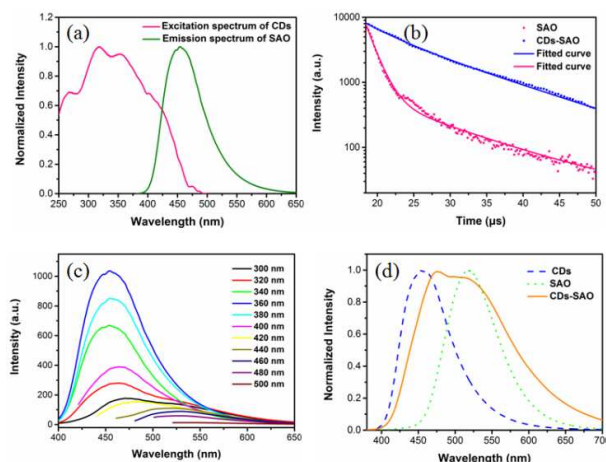 (a)
Excitation spectrum of CDs
Emission spectrum of SAO
Normalized Intensity
1.0
0.8
0.6
0.4
0.2
0.0
250 300 350 400 450 500 550 600 650
Wavelength (nm)
(b)
SAO
CDs-SAO
Fitted curve
Fitted curve
Intensity (a.u.)
10000
1000
100
20 25 30 35 40 45 50
Time (µs)
(c)
300 nm
320 nm
340 nm
360 nm
380 nm
400 nm
420 nm
440 nm
460 nm
480 nm
500 nm
Intensity (a.u.)
1000
800
600
400
200
0
400 450 500 550 600 650
Wavelength (nm)
(d)
CDs
SAO
CDs-SAO
Normalized Intensity
1.0
0.8
0.6
0.4
0.2
0.0
400 450 500 550 600 650 700
Wavelength (nm)